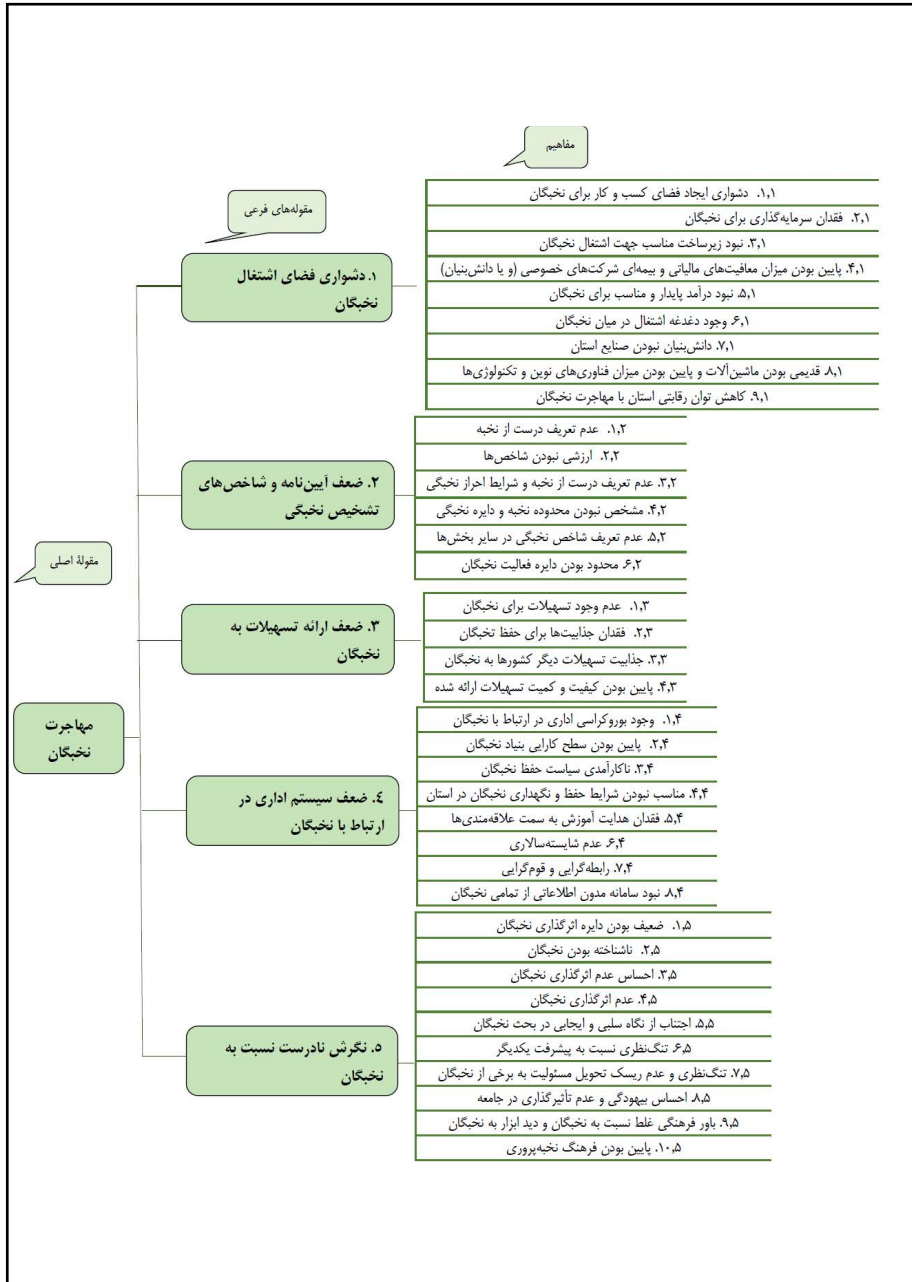 مفاهیم
مقوله‌های فرعی
مقولهٔ اصلی
مهاجرت
نخبگان
۱. دشواری فضای اشتغال
نخبگان
۱,۱. دشواری ایجاد فضای کسب و کار برای نخبگان
۲,۱. فقدان سرمایه‌گذاری برای نخبگان
۳,۱. نبود زیرساخت مناسب جهت اشتغال نخبگان
۴,۱. پایین بودن میزان معافیت‌های مالیاتی و بیمه‌ای شرکت‌های خصوصی (و یا دانش‌بنیان)
۵,۱. نبود درآمد پایدار و مناسب برای نخبگان
۶,۱. وجود دغدغه اشتغال در میان نخبگان
۷,۱. دانش‌بنیان نبودن صنایع استان
۸,۱. قدیمی بودن ماشین‌آلات و پایین بودن میزان فناوری‌های نوین و تکنولوژی‌ها
۹,۱. کاهش توان رقابتی استان با مهاجرت نخبگان
۲. ضعف آیین‌نامه و شاخص‌های
تشخیص نخبگی
۱,۲. عدم تعریف درست از نخبه
۲,۲. ارزشی نبودن شاخص‌ها
۳,۲. عدم تعریف درست از نخبه و شرایط احراز نخبگی
۴,۲. مشخص نبودن محدوده نخبه و دایره نخبگی
۵,۲. عدم تعریف شاخص نخبگی در سایر بخش‌ها
۶,۲. محدود بودن دایره فعالیت نخبگان
۳. ضعف ارائه تسهیلات به
نخبگان
۱,۳. عدم وجود تسهیلات برای نخبگان
۲,۳. فقدان جذابیت‌ها برای حفظ تخبگان
۳,۳. جذابیت تسهیلات دیگر کشورها به نخبگان
۴,۳. پایین بودن کیفیت و کمیت تسهیلات ارائه شده
٤. ضعف سیستم اداری در
ارتباط با نخبگان
۱,۴. وجود بوروکراسی اداری در ارتباط با نخبگان
۲,۴. پایین بودن سطح کارایی بنیاد نخبگان
۳,۴. ناکارآمدی سیاست حفظ نخبگان
۴,۴. مناسب نبودن شرایط حفظ و نگهداری نخبگان در استان
۵,۴. فقدان هدایت آموزش به سمت علاقه‌مندی‌ها
۶,۴. عدم شایسته‌سالاری
۷,۴. رابطه‌گرایی و قوم‌گرایی
۸,۴. نبود سامانه مدون اطلاعاتی از تمامی نخبگان
۵. نگرش نادرست نسبت به
نخبگان
۱,۵. ضعیف بودن دایره اثرگذاری نخبگان
۲,۵. ناشناخته بودن نخبگان
۳,۵. احساس عدم اثرگذاری نخبگان
۴,۵. عدم اثرگذاری نخبگان
۵,۵. اجتناب از نگاه سلبی و ایجابی در بحث نخبگان
۶,۵. تنگ‌نظری نسبت به پیشرفت یکدیگر
۷,۵. تنگ‌نظری و عدم ریسک تحویل مسئولیت به برخی از نخبگان
۸,۵. احساس بیهودگی و عدم تأثیرگذاری در جامعه
۹,۵. باور فرهنگی غلط نسبت به نخبگان و دید ابزار به نخبگان
۱۰,۵. پایین بودن فرهنگ نخبه‌پروری